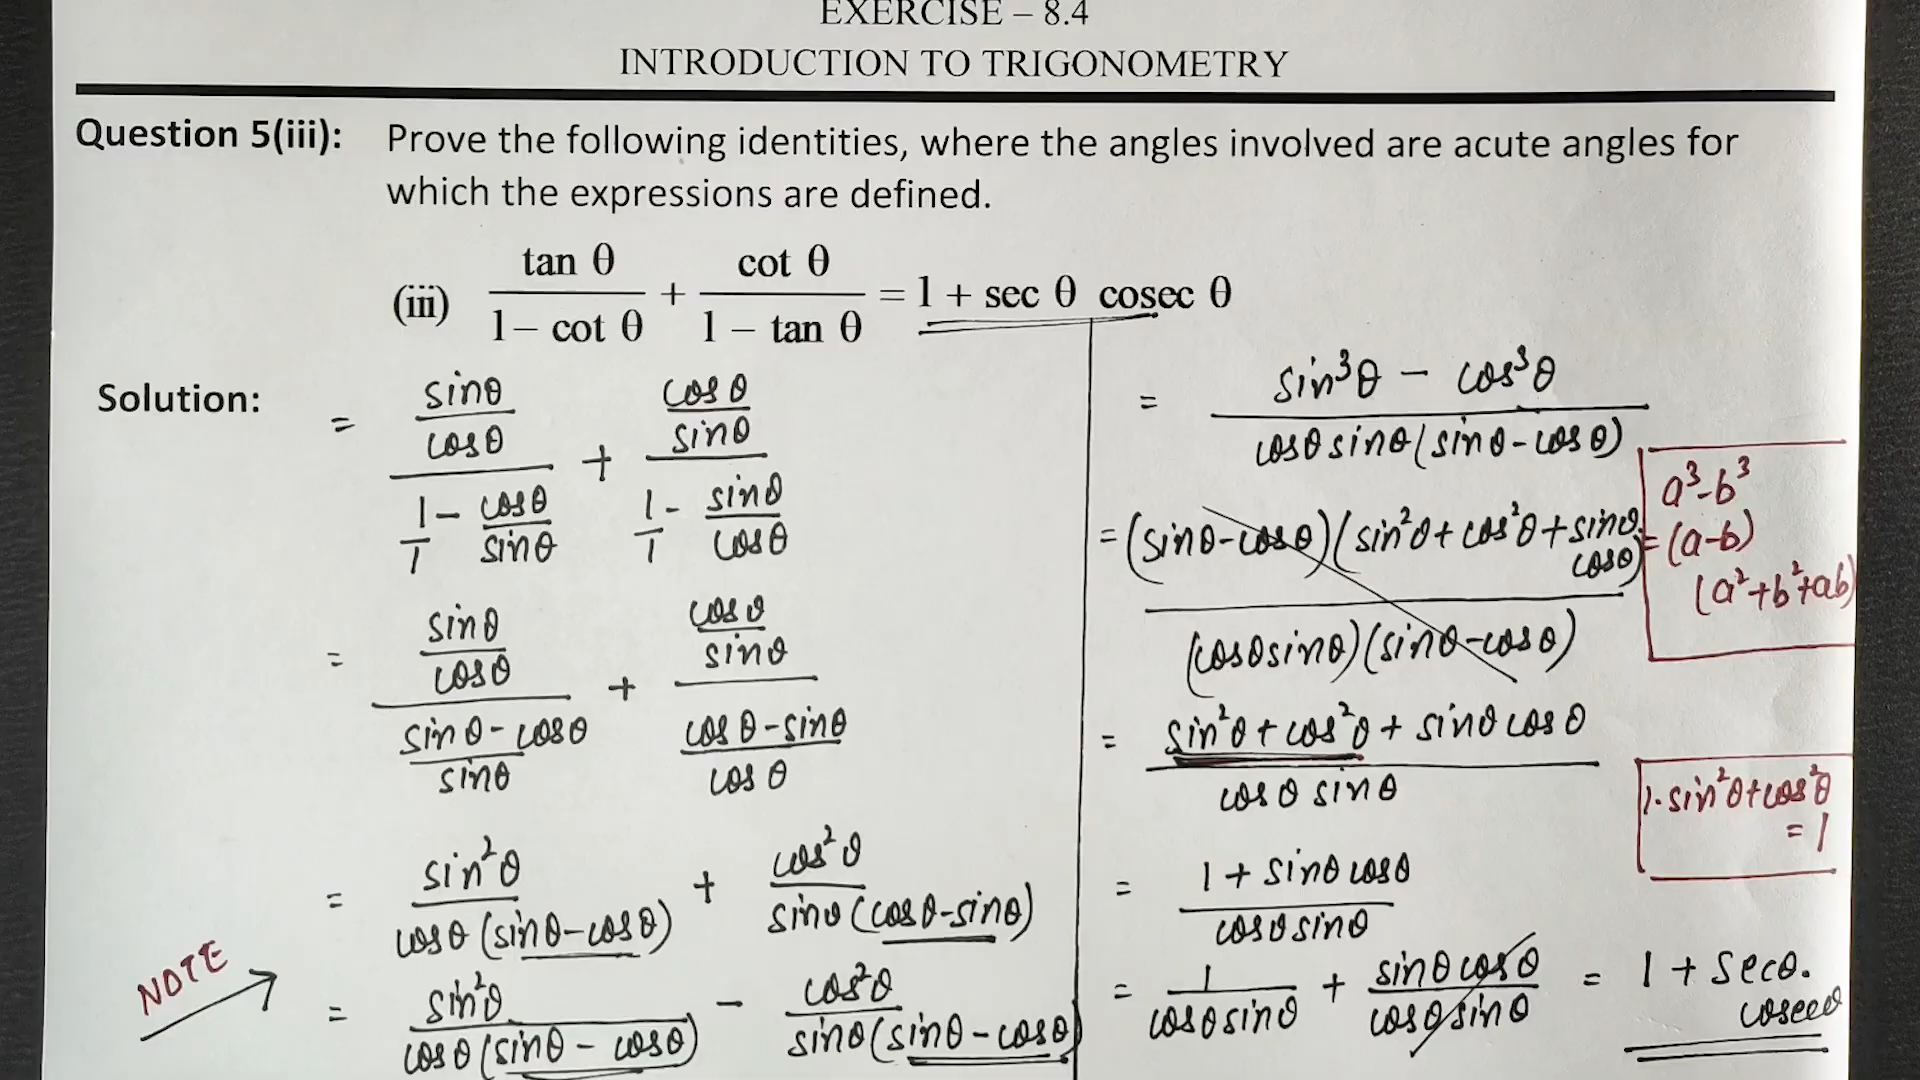 EXERCISE – 8.4
INTRODUCTION TO TRIGONOMETRY
Question 5(iii): Prove the following identities, where the angles involved are acute angles for
which the expressions are defined.
(iii) tan θ / (1 – cot θ) + cot θ / (1 – tan θ) = 1 + sec θ cosec θ
Solution:
= (sinθ/cosθ) / (1/1 - cosθ/sinθ) + (cosθ/sinθ) / (1/1 - sinθ/cosθ)
= (sinθ/cosθ) / ((sinθ-cosθ)/sinθ) + (cosθ/sinθ) / ((cosθ-sinθ)/cosθ)
= sin²θ / cosθ(sinθ-cosθ) + cos²θ / sinθ(cosθ-sinθ)
NOTE
= sin²θ / cosθ(sinθ - cosθ) - cos²θ / sinθ(sinθ - cosθ)
= (sin³θ - cos³θ) / cosθ sinθ(sinθ-cosθ)
= (sinθ-cosθ)(sin²θ+cos²θ+sinθ.cosθ) / (cosθsinθ)(sinθ-cosθ)
a³-b³
=(a-b)
(a²+b²+ab)
= (sin²θ + cos²θ + sinθ cosθ) / cosθ sinθ
1. sin²θ+cos²θ
= 1
= (1 + sinθ cosθ) / cosθ sinθ
= 1 / cosθ sinθ + sinθ cosθ / cosθ sinθ = 1 + secθ.
cosecθ